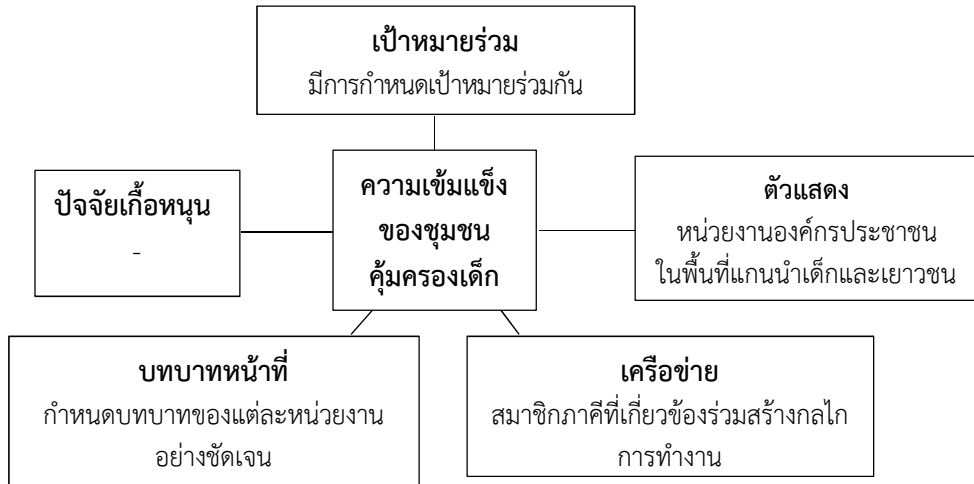 เป้าหมายร่วม
มีการกำหนดเป้าหมายร่วมกัน
ปัจจัยเกื้อหนุน
-
ความเข้มแข็ง
ของชุมชน
คุ้มครองเด็ก
ตัวแสดง
หน่วยงานองค์กรประชาชน
ในพื้นที่แกนนำเด็กและเยาวชน
บทบาทหน้าที่
กำหนดบทบาทของแต่ละหน่วยงาน
อย่างชัดเจน
เครือข่าย
สมาชิกภาคีที่เกี่ยวข้องร่วมสร้างกลไก
การทำงาน